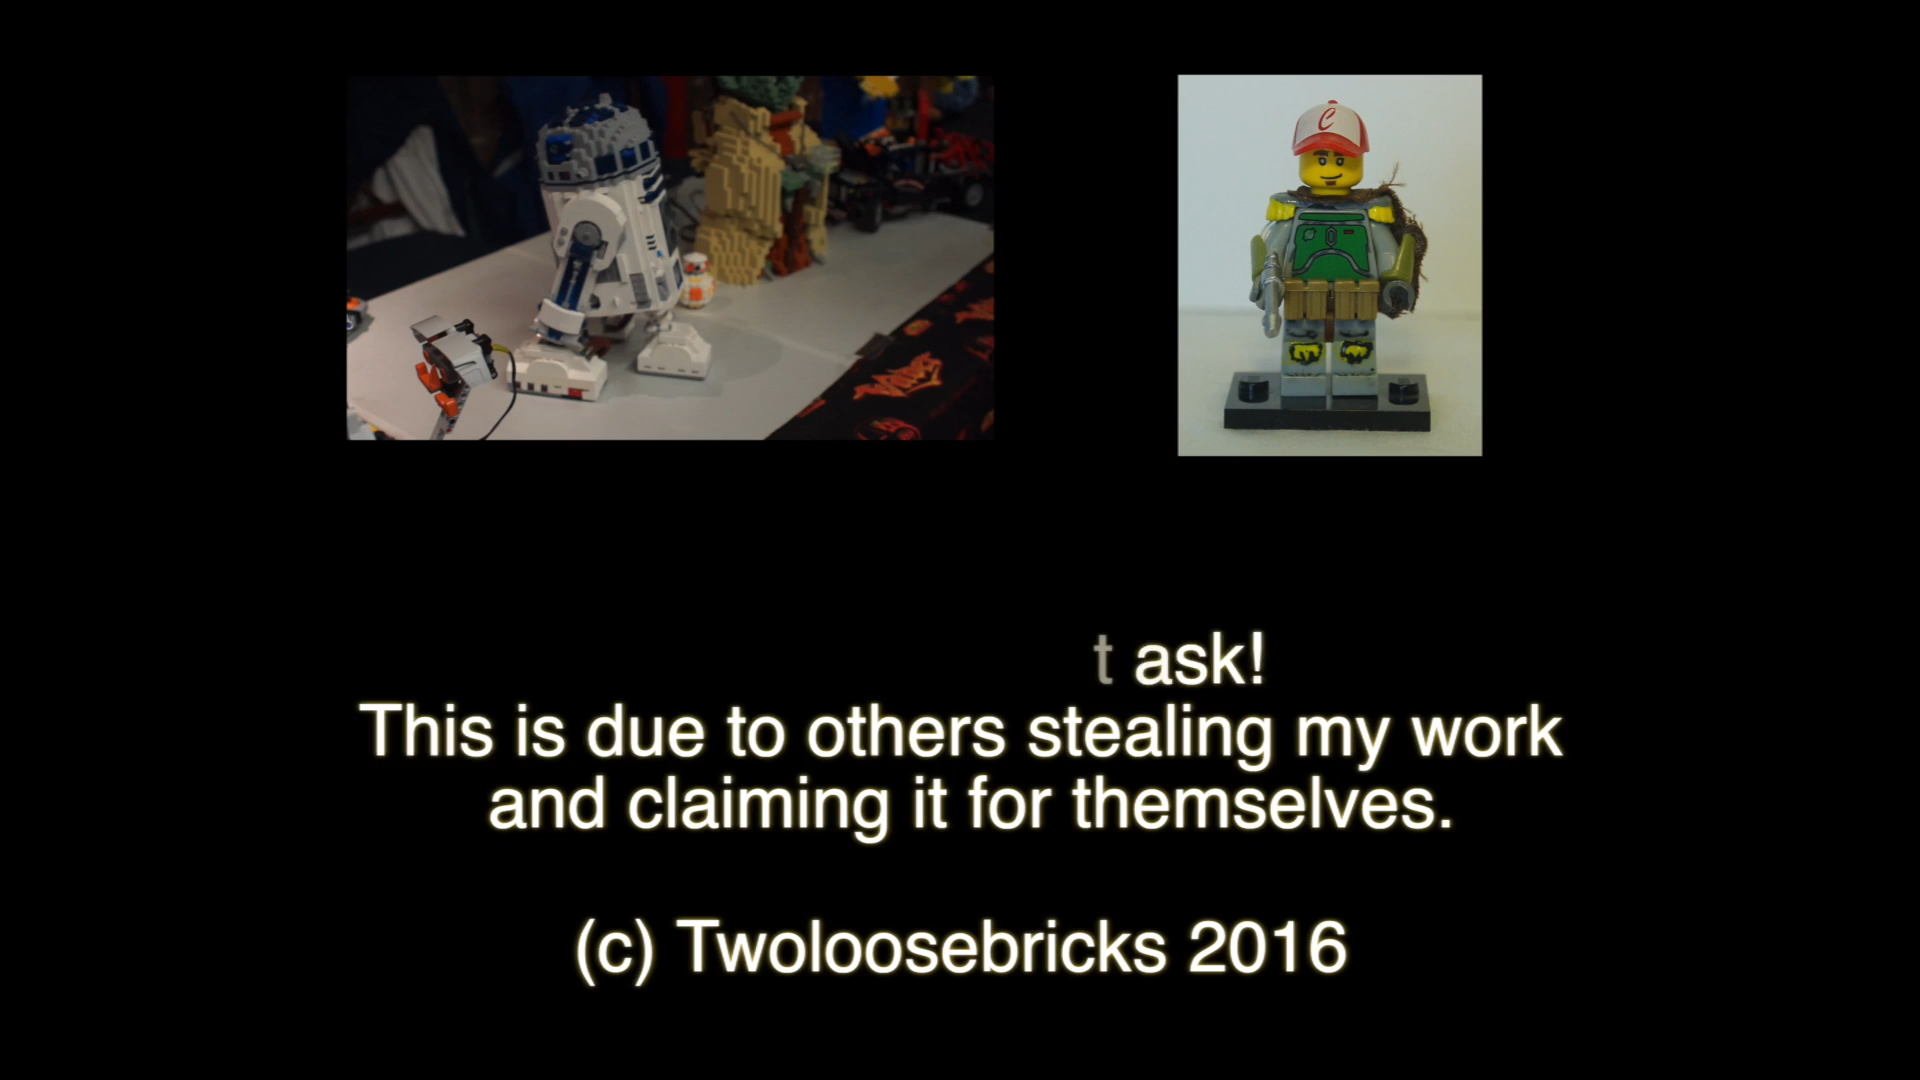 C
t ask!
This is due to others stealing my work
and claiming it for themselves.
(c) Twoloosebricks 2016